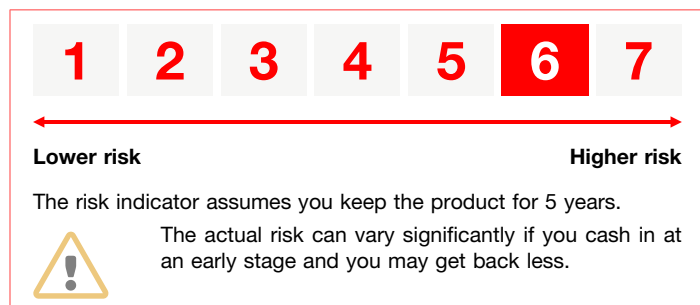 1 2 3 4 5 6 7
Lower risk Higher risk
The risk indicator assumes you keep the product for 5 years.
The actual risk can vary significantly if you cash in at
an early stage and you may get back less.